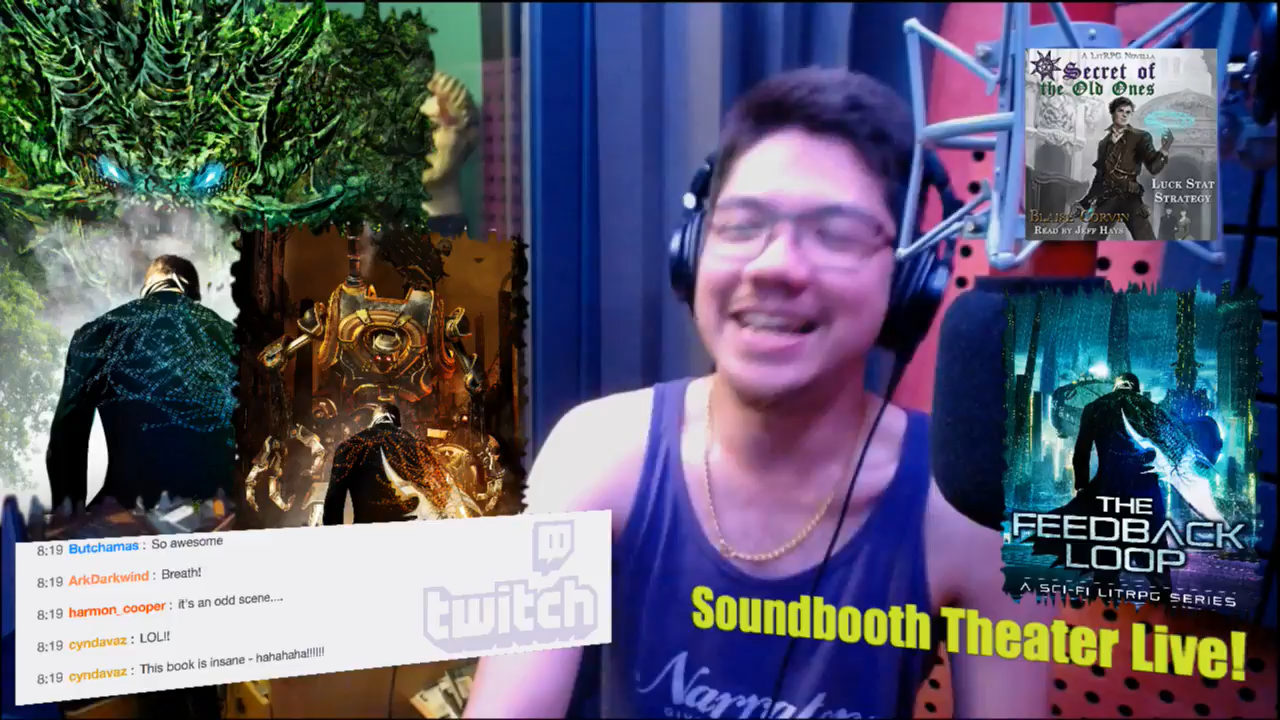 A LitRPG Novella
Secret of
the Old Ones
Luck Stat
Strategy
Blaise Corvin
Read by Jeff Hays
THE
FEEDBACK
LOOP
A SCI-FI LITRPG SERIES
8:19 Butchamas : So awesome
8:19 ArkDarkwind : Breath!
8:19 harmon_cooper : it's an odd scene....
8:19 cyndavaz : LOL!!
8:19 cyndavaz : This book is insane - hahahaha!!!!!!
twitch
Soundbooth Theater Live!